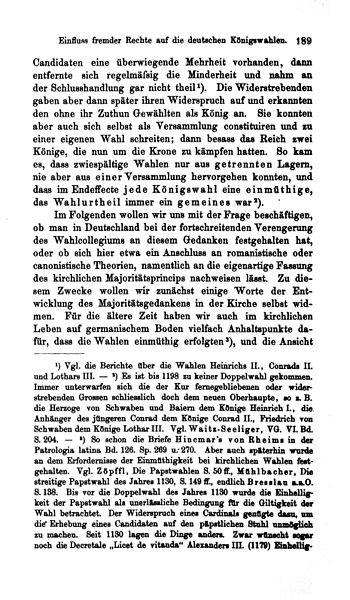 Einfluss fremder Rechte auf die deutschen Königswahlen. 189
Candidaten eine überwiegende Mehrheit vorhanden, dann
entfernte sich regelmäßig die Minderheit und nahm an
der Schlusshandlung gar nicht theil¹). Die Widerstrebenden
gaben aber dann später ihren Widerspruch auf und erkannten
den ohne ihr Zuthun Gewählten als König an. Sie konnten
aber auch sich selbst als Versammlung constituiren und zu
einer eigenen Wahl schreiten; dann besass das Reich zwei
Könige, die nun um die Krone zu kämpfen hatten. So kam
es, dass zwiespältige Wahlen nur aus getrennten Lagern,
nie aber aus einer Versammlung hervorgehen konnten, und
dass im Endeffecte jede Königswahl eine einmüthige,
das Wahlurtheil immer ein gemeines war²).
Im Folgenden wollen wir uns mit der Frage beschäftigen,
ob man in Deutschland bei der fortschreitenden Verengerung
des Wahlcollegiums an diesem Gedanken festgehalten hat,
oder ob sich hier etwa ein Anschluss an romanistische oder
canonistische Theorien, namentlich an die eigenartige Fassung
des kirchlichen Majoritätsprincips nachweisen lässt. Zu die-
sem Zwecke wollen wir zunächst einige Worte der Ent-
wicklung des Majoritätsgedankens in der Kirche selbst wid-
men. Für die ältere Zeit haben wir auch im kirchlichen
Leben auf germanischem Boden vielfach Anhaltspunkte da-
für, dass die Wahlen einmüthig erfolgten³), und die Ansicht
¹) Vgl. die Berichte über die Wahlen Heinrichs II., Conrads II.
und Lothars III. — ²) Es ist bis 1198 zu keiner Doppelwahl gekommen.
Immer unterwarfen sich die der Kur ferngebliebenen oder wider-
strebenden Grossen schliesslich doch dem neuen Oberhaupte, so z. B.
die Herzoge von Schwaben und Baiern dem Könige Heinrich I., die
Anhänger des jüngeren Conrad dem Könige Conrad II., Friedrich von
Schwaben dem Könige Lothar III. Vgl. Waitz-Seeliger, VG. VI. Bd.
S. 204. — ³) So schon die Briefe Hincmar's von Rheims in der
Patrologia latina Bd. 126. Sp. 269 u. 270. Aber auch späterhin wurde
an dem Erfordernisse der Einmüthigkeit bei kirchlichen Wahlen fest-
gehalten. Vgl. Zöpffl, Die Papstwahlen S. 50 ff., Mühlbacher, Die
streitige Papstwahl des Jahres 1130, S. 149 ff., endlich Bresslau a.a.O.
S. 138. Bis vor die Doppelwahl des Jahres 1130 wurde die Einhellig-
keit der Papstwahl als unerlässliche Bedingung für die Giltigkeit der
Wahl betrachtet. Der Widerspruch eines Cardinals genügte dazu, um
die Erhebung eines Candidaten auf den päpstlichen Stuhl unmöglich
zu machen. Seit 1130 lagen die Dinge anders. Zwar wünscht sogar
noch die Decretale „Licet de vitanda“ Alexanders III. (1179) Einhellig-